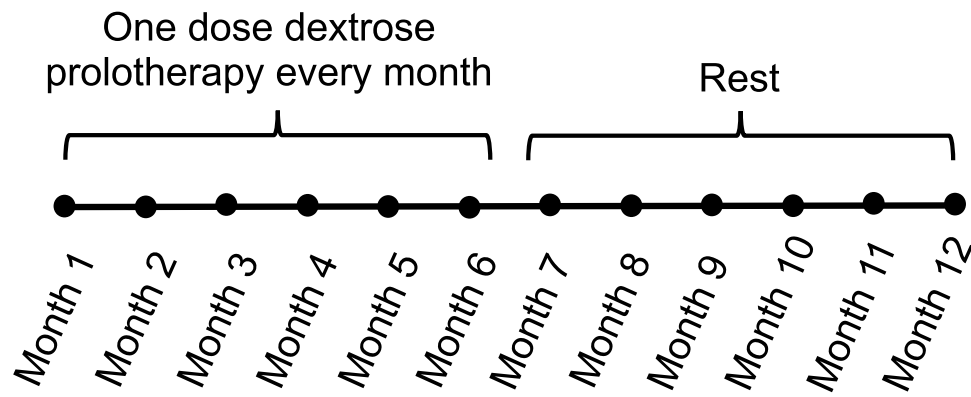 One dose dextrose
prolotherapy every month
Rest
Month 1
Month 2
Month 3
Month 4
Month 5
Month 6
Month 7
Month 8
Month 9
Month 10
Month 11
Month 12